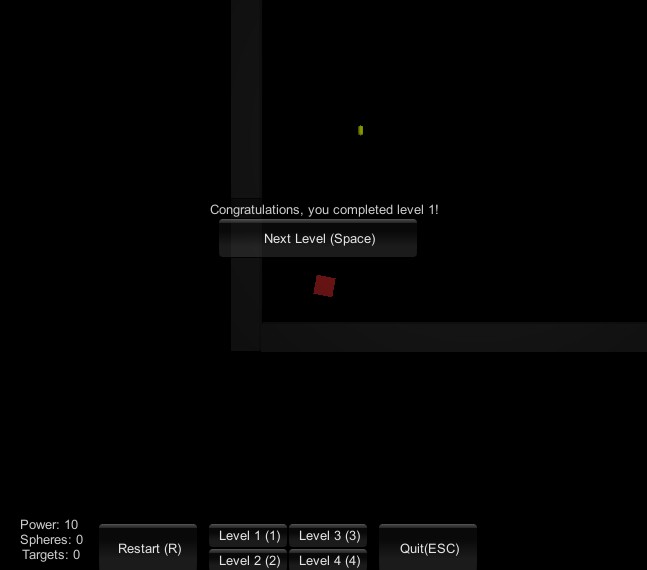 Congratulations, you completed level 1!
Next Level (Space)
Power: 10
Spheres: 0
Targets: 0
Restart (R)
Level 1 (1)
Level 3 (3)
Level 2 (2)
Level 4 (4)
Quit(ESC)